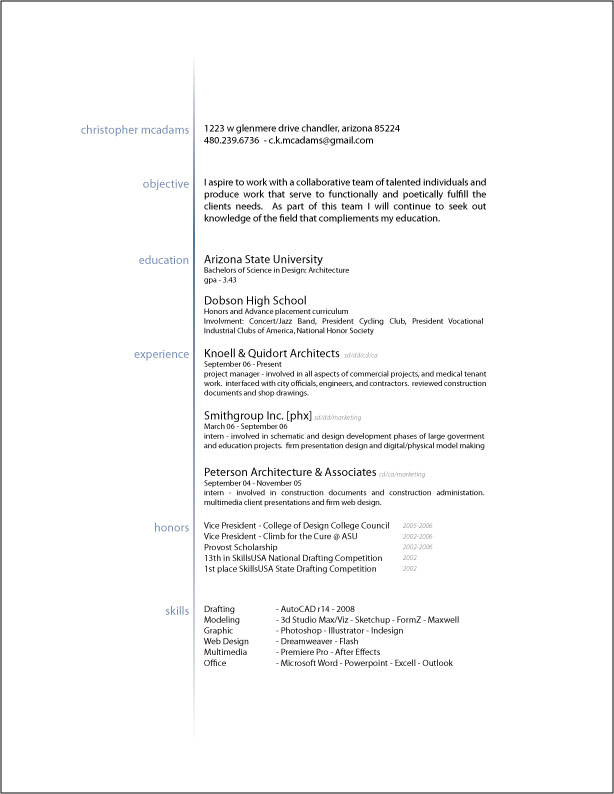 christopher mcadams
1223 w glenmere drive chandler, arizona 85224
480.239.6736 - c.k.mcadams@gmail.com
objective
I aspire to work with a collaborative team of talented individuals and
produce work that serve to functionally and poetically fulfill the
clients needs. As part of this team I will continue to seek out
knowledge of the field that compliements my education.
education
Arizona State University
Bachelors of Science in Design: Architecture
gpa - 3.43
Dobson High School
Honors and Advance placement curriculum
Involvment: Concert/Jazz Band, President Cycling Club, President Vocational
Industrial Clubs of America, National Honor Society
experience
Knoell & Quidort Architects sd/dd/cd/ca
September 06 - Present
project manager - involved in all aspects of commercial projects, and medical tenant
work. interfaced with city officials, engineers, and contractors. reviewed construction
documents and shop drawings.
Smithgroup Inc. [phx] sd/dd/marketing
March 06 - September 06
intern - involved in schematic and design development phases of large goverment
and education projects. firm presentation design and digital/physical model making
Peterson Architecture & Associates cd/ca/marketing
September 04 - November 05
intern - involved in construction documents and construction administation.
multimedia client presentations and firm web design.
honors
Vice President - College of Design College Council 2005-2006
Vice President - Climb for the Cure @ ASU 2002-2006
Provost Scholarship 2002-2006
13th in SkillsUSA National Drafting Competition 2002
1st place SkillsUSA State Drafting Competition 2002
skills
Drafting - AutoCAD r14 - 2008
Modeling - 3d Studio Max/Viz - Sketchup - FormZ - Maxwell
Graphic - Photoshop - Illustrator - Indesign
Web Design - Dreamweaver - Flash
Multimedia - Premiere Pro - After Effects
Office - Microsoft Word - Powerpoint - Excell - Outlook